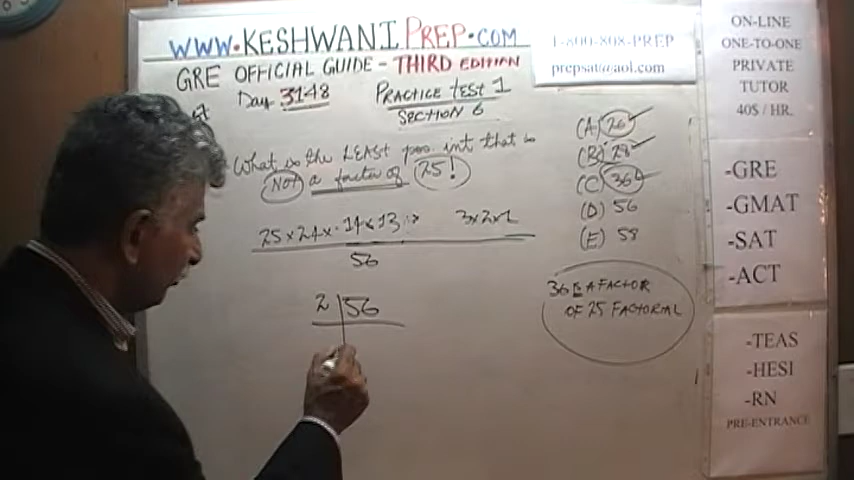 WWW.KESHWANIPREP.COM
1-800-808-PREP
prepsat@aol.com
GRE OFFICIAL GUIDE - THIRD EDITION
Day 3148
PRACTICE TEST 1
SECTION 6
What is the LEAST pos. int that is
NOT a factor of 25!
(A) 26
(B) 28
(C) 36
(D) 56
(E) 58
25 x 24 x . 14 x 13 3x2x1
56
2 56
36 IS A FACTOR
OF 25 FACTORIAL
ON-LINE
ONE-TO-ONE
PRIVATE
TUTOR
40$ / HR.
-GRE
-GMAT
-SAT
-ACT
-TEAS
-HESI
-RN
PRE-ENTRANCE